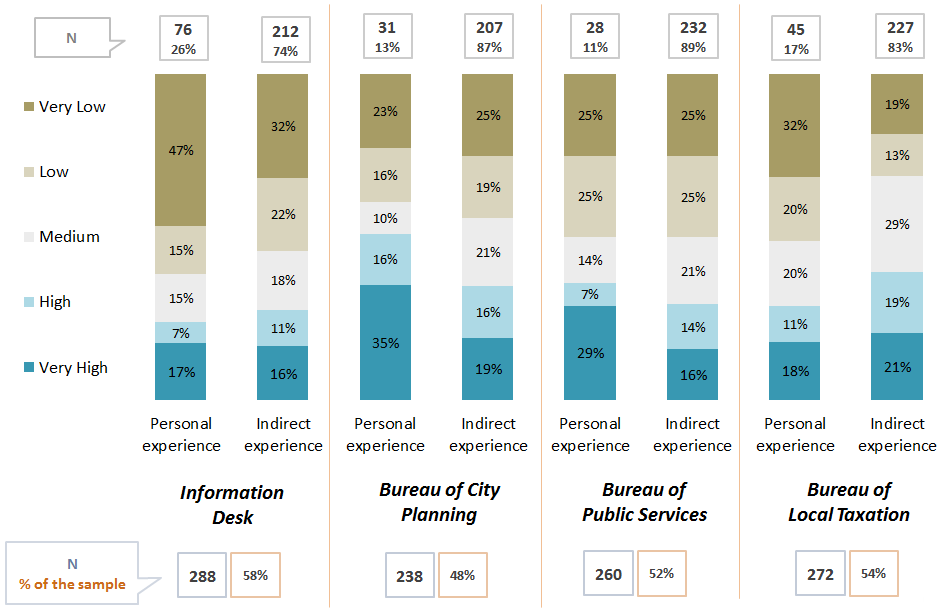 N
76
26%
212
74%
31
13%
207
87%
28
11%
232
89%
45
17%
227
83%
Very Low
Low
Medium
High
Very High
47%
15%
15%
7%
17%
32%
22%
18%
11%
16%
23%
16%
10%
16%
35%
25%
19%
21%
16%
19%
25%
25%
14%
7%
29%
25%
25%
21%
14%
16%
32%
20%
20%
11%
18%
19%
13%
29%
19%
21%
Personal
experience
Indirect
experience
Personal
experience
Indirect
experience
Personal
experience
Indirect
experience
Personal
experience
Indirect
experience
Information
Desk
Bureau of City
Planning
Bureau of
Public Services
Bureau of
Local Taxation
N
% of the sample
288
58%
238
48%
260
52%
272
54%